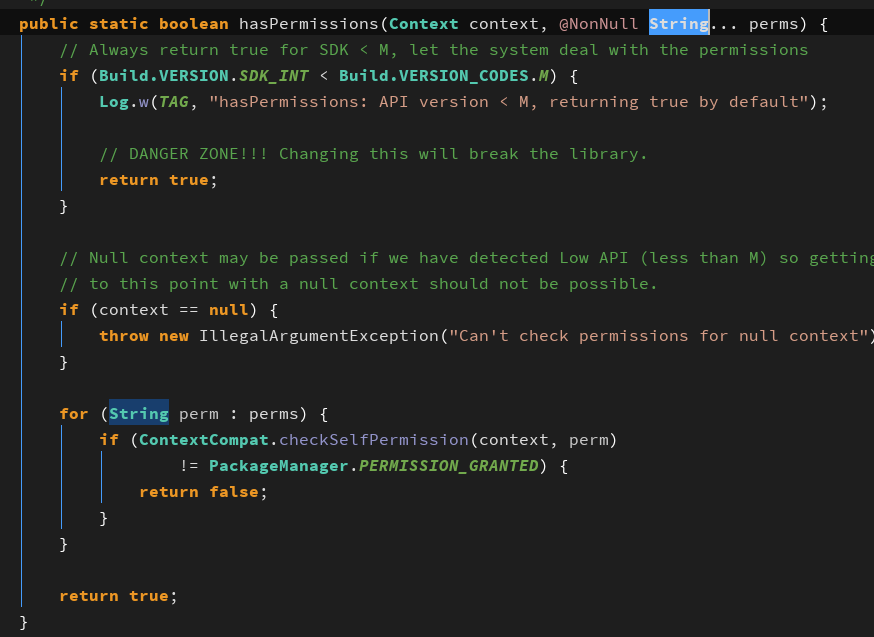 */
public static boolean hasPermissions(Context context, @NonNull String... perms) {
// Always return true for SDK < M, let the system deal with the permissions
if (Build.VERSION.SDK_INT < Build.VERSION_CODES.M) {
Log.w(TAG, "hasPermissions: API version < M, returning true by default");
// DANGER ZONE!!! Changing this will break the library.
return true;
}
// Null context may be passed if we have detected Low API (less than M) so getting
// to this point with a null context should not be possible.
if (context == null) {
throw new IllegalArgumentException("Can't check permissions for null context")
}
for (String perm : perms) {
if (ContextCompat.checkSelfPermission(context, perm)
!= PackageManager.PERMISSION_GRANTED) {
return false;
}
}
return true;
}